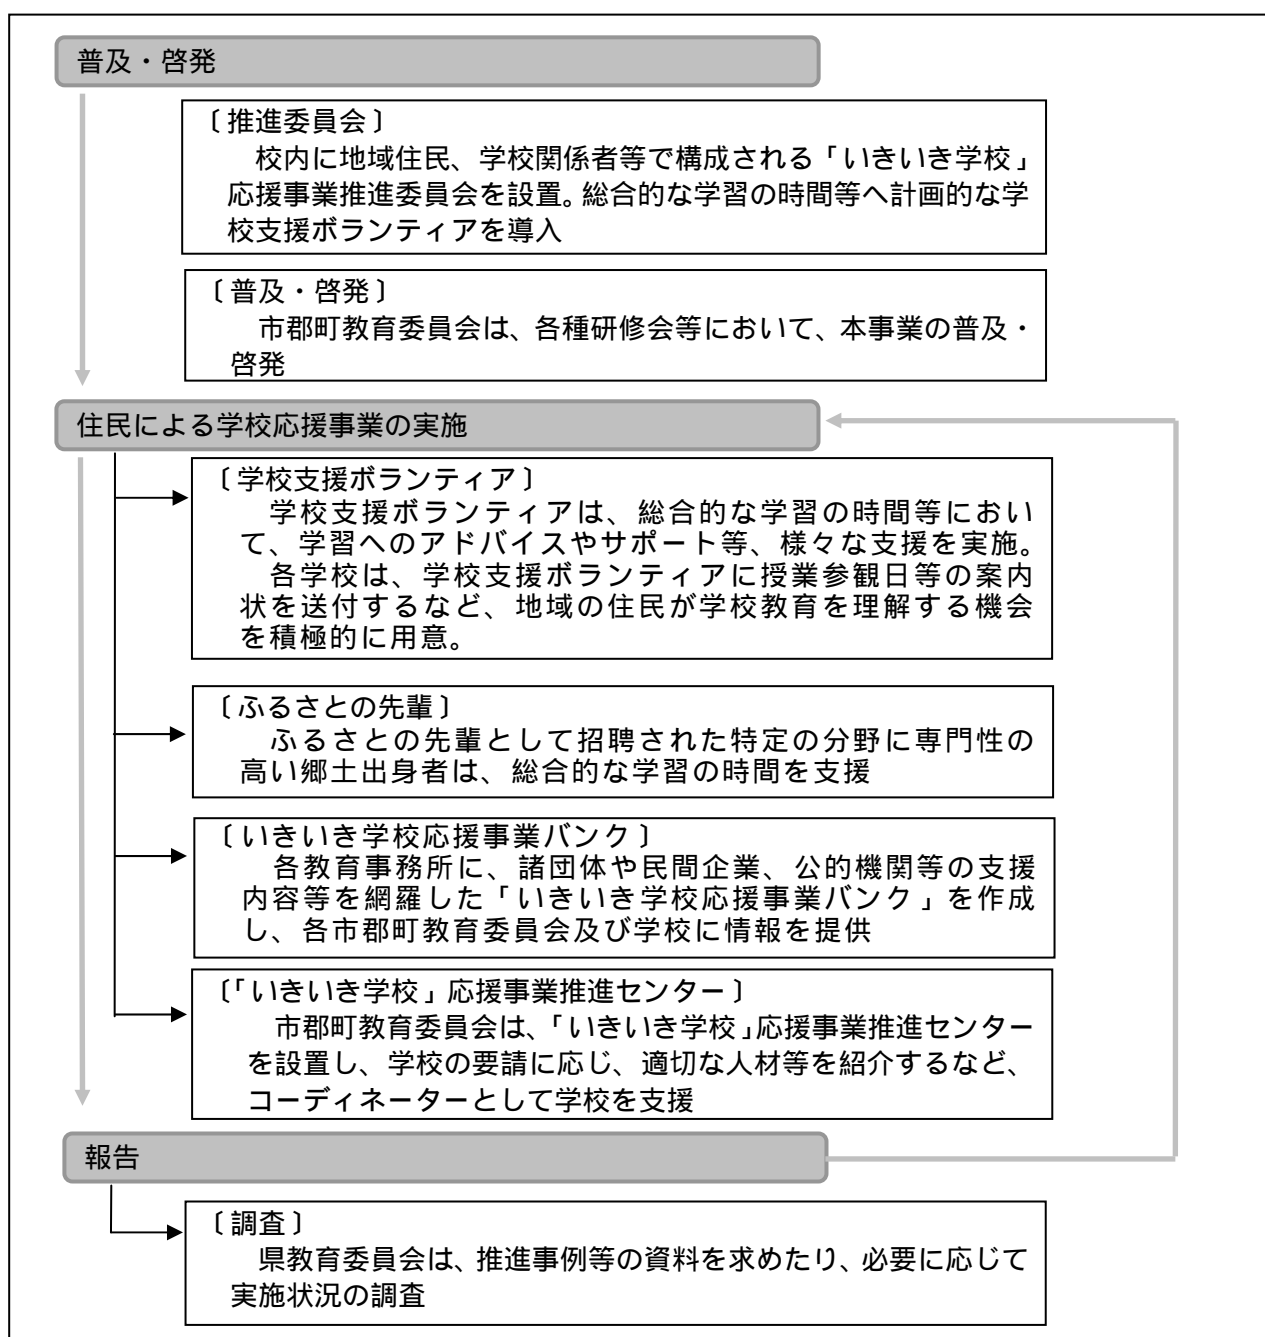 普及・啓発
〔推進委員会〕
校内に地域住民、学校関係者等で構成される「いきいき学校」
応援事業推進委員会を設置。総合的な学習の時間等へ計画的な学
校支援ボランティアを導入
〔普及・啓発〕
市郡町教育委員会は、各種研修会等において、本事業の普及・
啓発
住民による学校応援事業の実施
〔学校支援ボランティア〕
学校支援ボランティアは、総合的な学習の時間等におい
て、学習へのアドバイスやサポート等、様々な支援を実施。
各学校は、学校支援ボランティアに授業参観日等の案内
状を送付するなど、地域の住民が学校教育を理解する機会
を積極的に用意。
〔ふるさとの先輩〕
ふるさとの先輩として招聘された特定の分野に専門性の
高い郷土出身者は、総合的な学習の時間を支援
〔いきいき学校応援事業バンク〕
各教育事務所に、諸団体や民間企業、公的機関等の支援
内容等を網羅した「いきいき学校応援事業バンク」を作成
し、各市郡町教育委員会及び学校に情報を提供
〔「いきいき学校」応援事業推進センター〕
市郡町教育委員会は、「いきいき学校」応援事業推進センター
を設置し、学校の要請に応じ、適切な人材等を紹介するなど、
コーディネーターとして学校を支援
報告
〔調査〕
県教育委員会は、推進事例等の資料を求めたり、必要に応じて
実施状況の調査